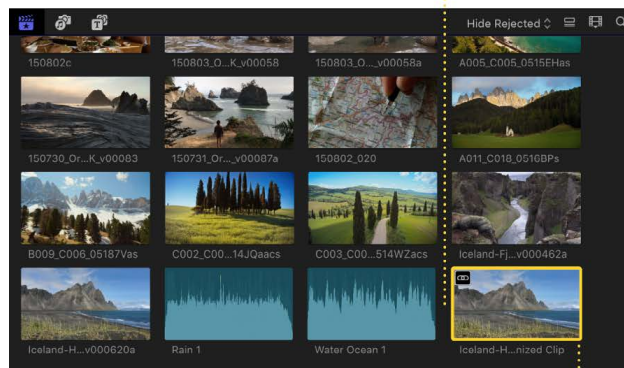 Hide Rejected
150802c
150803_O...K_v00058
150803_O..._v00058a
A005_C005_0515EHas
150730_Or...K_v00083
150731_Or..._v00087a
150802_020
A011_C018_0516BPs
B009_C006_05187Vas
C002_C00...14JQaacs
C003_C00...514WZacs
Iceland-Fj...v000462a
Iceland-H...v000620a
Rain 1
Water Ocean 1
Iceland-H...nized Clip